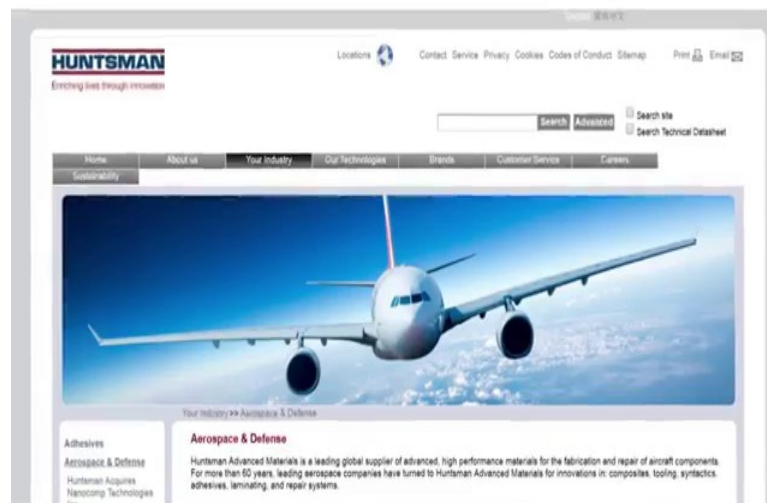 HUNTSMAN
Enriching lives through innovation
Locations Contact Service Privacy Cookies Codes of Conduct Sitemap Print Email
Search Advanced
Search site
Search Technical Datasheet
Home About us Your Industry Our Technologies Brands Customer Service Careers
Sustainability
Your Industry >> Aerospace & Defense
Adhesives
Aerospace & Defense
Huntsman Acquires
Nanocomp Technologies
Aerospace & Defense
Huntsman Advanced Materials is a leading global supplier of advanced, high performance materials for the fabrication and repair of aircraft components.
For more than 60 years, leading aerospace companies have turned to Huntsman Advanced Materials for innovations in: composites, tooling, syntactics,
adhesives, laminating, and repair systems.